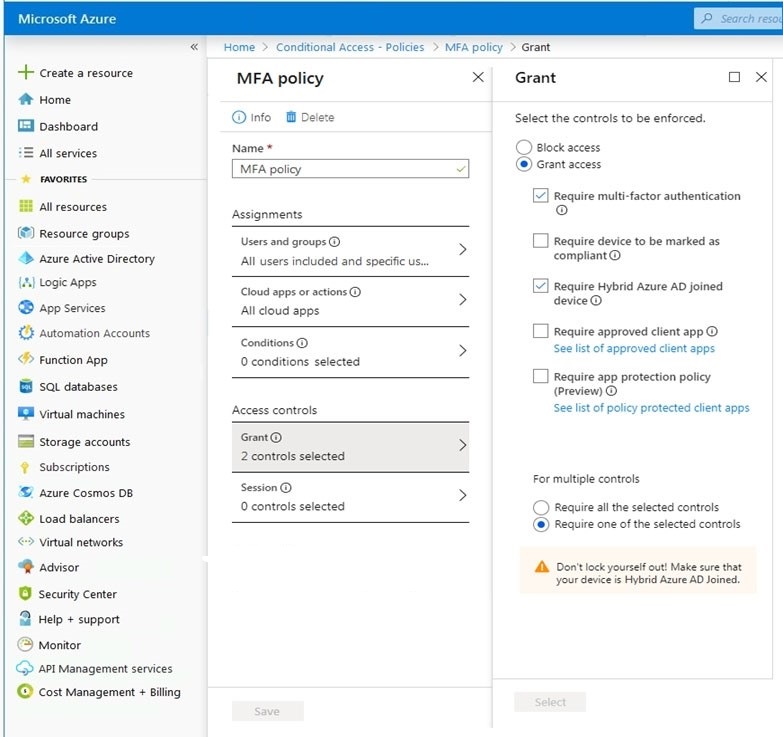 Microsoft Azure
Search resou
«
Home > Conditional Access - Policies > MFA policy > Grant
Create a resource
Home
Dashboard
All services
FAVORITES
All resources
Resource groups
Azure Active Directory
Logic Apps
App Services
Automation Accounts
Function App
SQL databases
Virtual machines
Storage accounts
Subscriptions
Azure Cosmos DB
Load balancers
Virtual networks
Advisor
Security Center
Help + support
Monitor
API Management services
Cost Management + Billing
MFA policy
Info Delete
Name *
MFA policy
Assignments
Users and groups
All users included and specific us...
Cloud apps or actions
All cloud apps
Conditions
0 conditions selected
Access controls
Grant
2 controls selected
Session
0 controls selected
Save
Grant
Select the controls to be enforced.
Block access
Grant access
Require multi-factor authentication
Require device to be marked as
compliant
Require Hybrid Azure AD joined
device
Require approved client app
See list of approved client apps
Require app protection policy
(Preview)
See list of policy protected client apps
For multiple controls
Require all the selected controls
Require one of the selected controls
Don't lock yourself out! Make sure that
your device is Hybrid Azure AD Joined.
Select